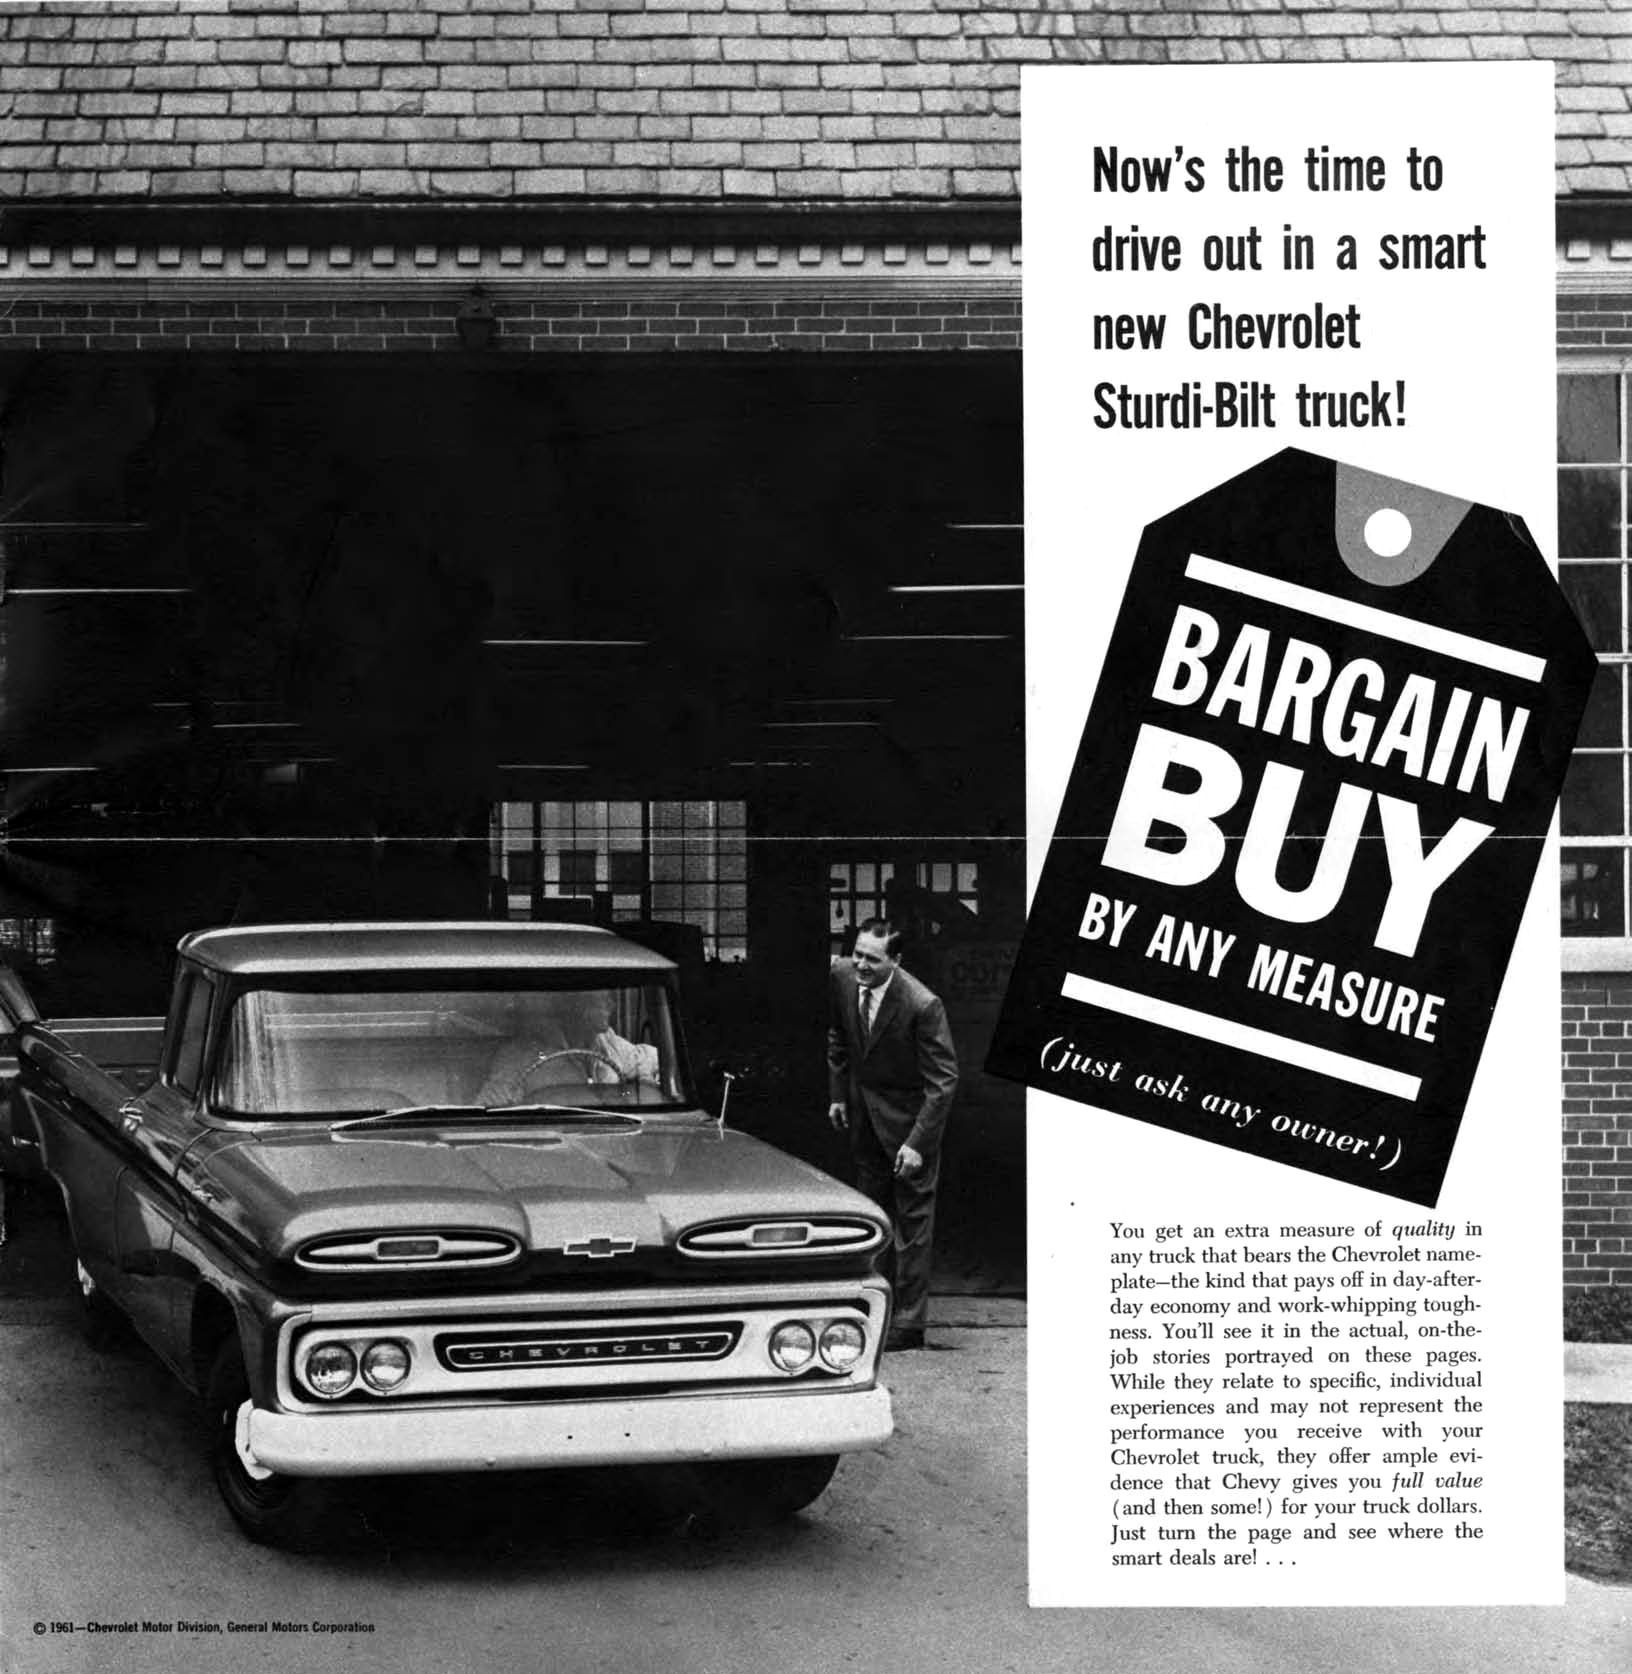 Now's the time to
drive out in a smart
new Chevrolet
Sturdi-Bilt truck!
BARGAIN
BUY
BY ANY MEASURE
(just ask any owner!)
You get an extra measure of quality in
any truck that bears the Chevrolet name-
plate—the kind that pays off in day-after-
day economy and work-whipping tough-
ness. You'll see it in the actual, on-the-
job stories portrayed on these pages.
While they relate to specific, individual
experiences and may not represent the
performance you receive with your
Chevrolet truck, they offer ample evi-
dence that Chevy gives you full value
(and then some!) for your truck dollars.
Just turn the page and see where the
smart deals are! . . .
CHEVROLET
© 1961—Chevrolet Motor Division, General Motors Corporation